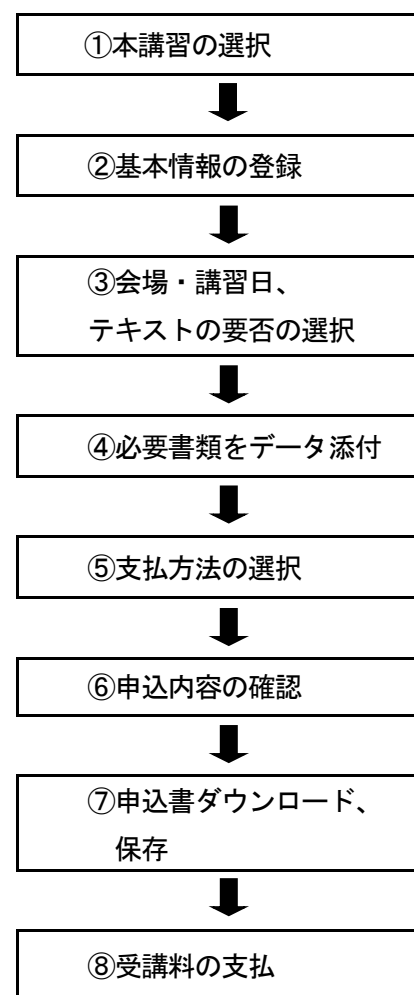 ①本講習の選択
②基本情報の登録
③会場・講習日、
テキストの要否の選択
④必要書類をデータ添付
⑤支払方法の選択
⑥申込内容の確認
⑦申込書ダウンロード、
保存
⑧受講料の支払